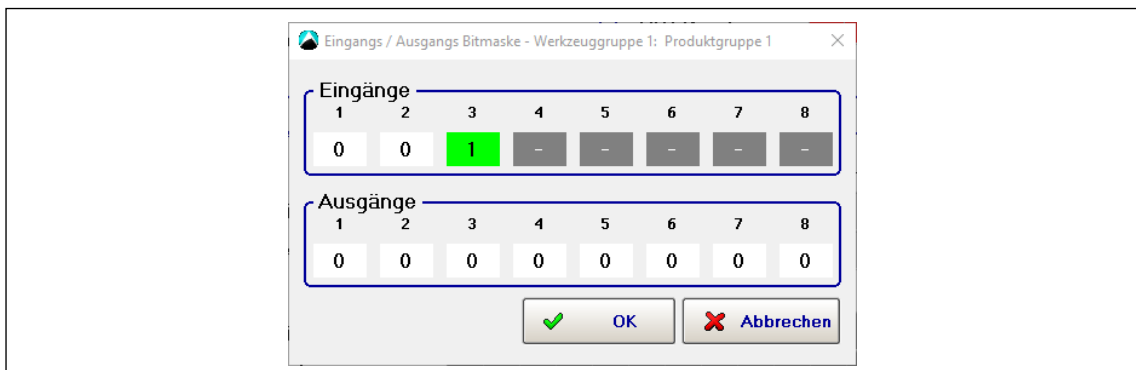 Eingangs / Ausgangs Bitmaske - Werkzeuggruppe 1: Produktgruppe 1
Eingänge
1 2 3 4 5 6 7 8
0 0 1 - - - - -
Ausgänge
1 2 3 4 5 6 7 8
0 0 0 0 0 0 0 0
OK Abbrechen